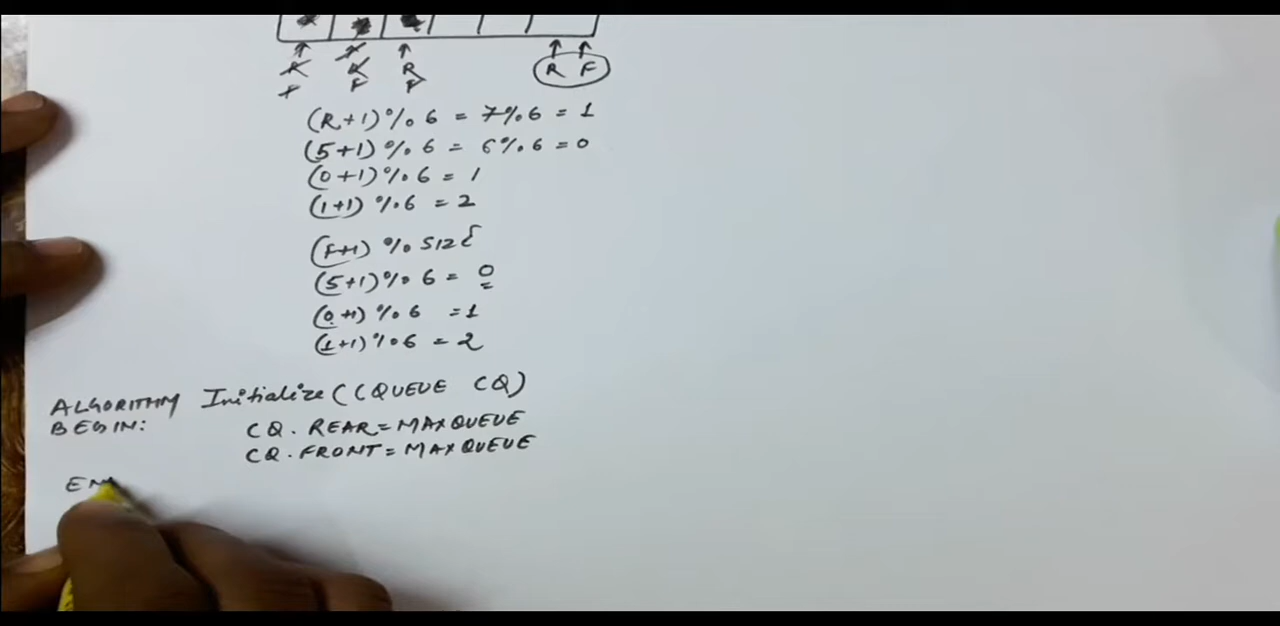 R R R R F
F F F
(R+1)%6 = 7%6 = 1
(5+1)%6 = 6%6 = 0
(0+1)%6 = 1
(1+1)%6 = 2
(F+1)%SIZE
(5+1)%6 = 0
(0+1)%6 = 1
(1+1)%6 = 2
ALGORITHM Initialize(CQUEUE CQ)
BEGIN: CQ.REAR=MAXQUEUE
CQ.FRONT=MAXQUEUE
EN